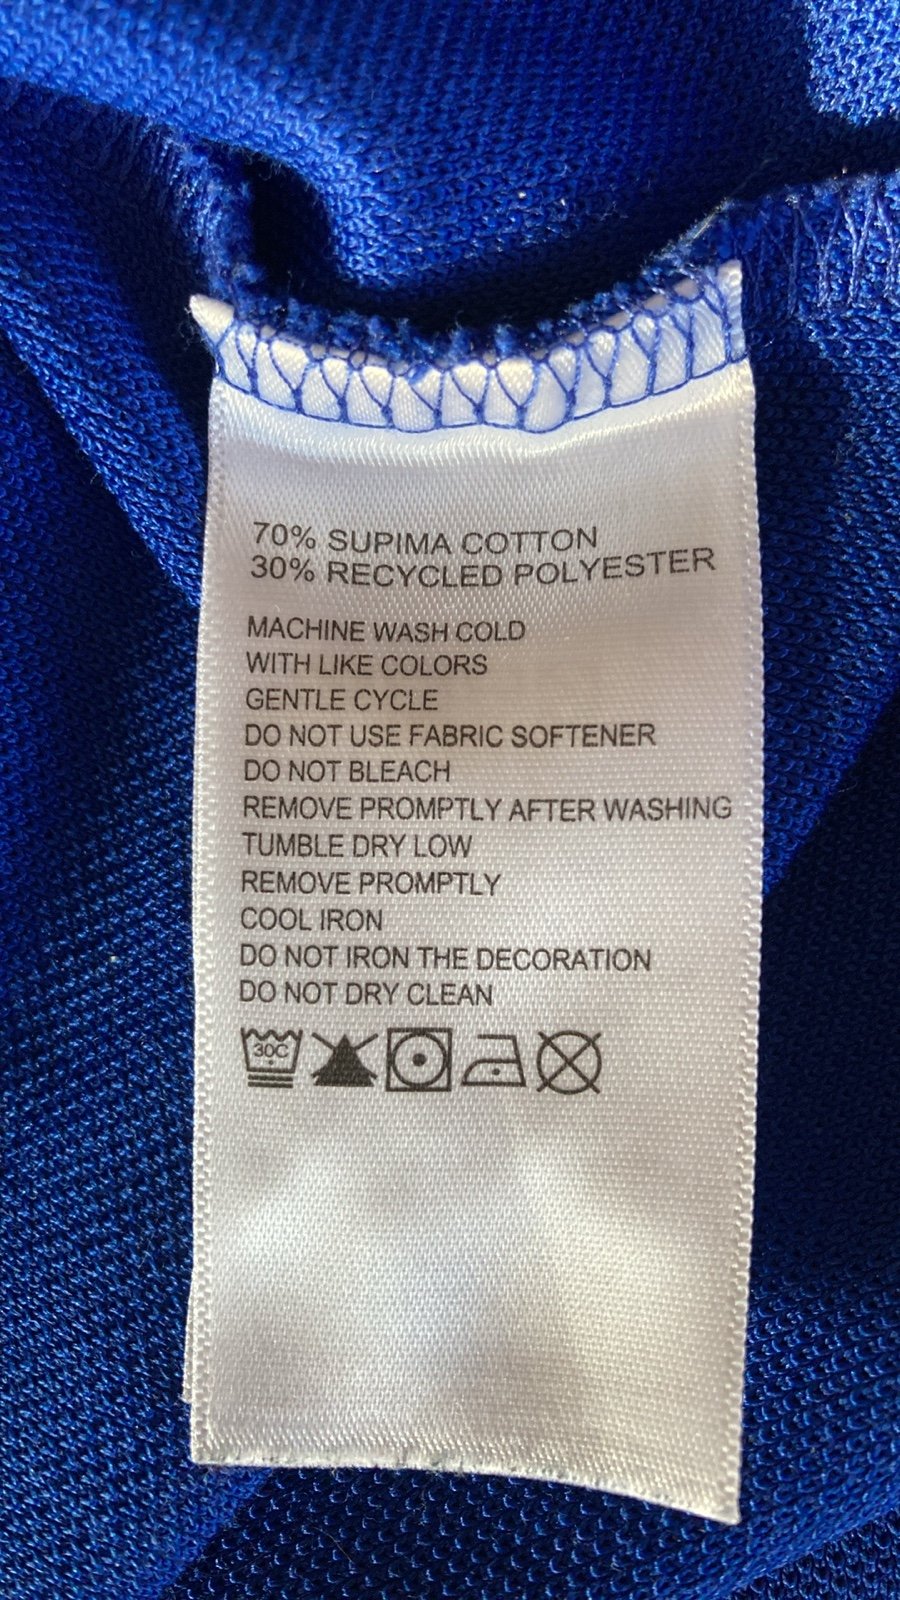 70% SUPIMA COTTON
30% RECYCLED POLYESTER
MACHINE WASH COLD
WITH LIKE COLORS
GENTLE CYCLE
DO NOT USE FABRIC SOFTENER
DO NOT BLEACH
REMOVE PROMPTLY AFTER WASHING
TUMBLE DRY LOW
REMOVE PROMPTLY
COOL IRON
DO NOT IRON THE DECORATION
DO NOT DRY CLEAN
30C